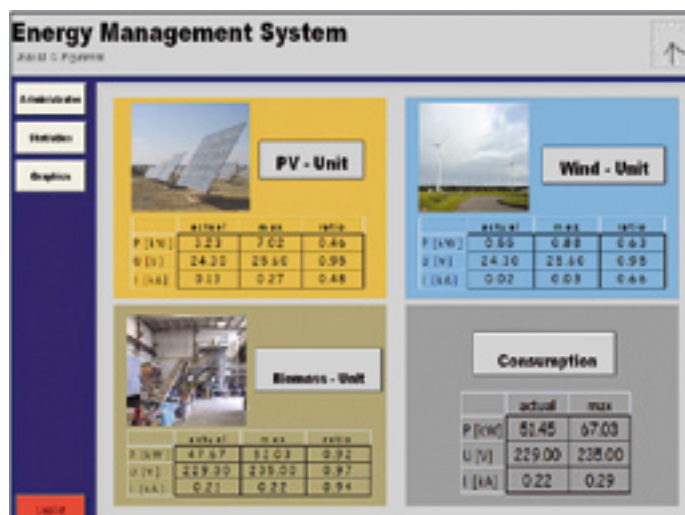 Energy Management System
Administrator
Statistics
Graphics
PV - Unit
actual max ratio
P [kW] 3.23 7.02 0.46
U [V] 24.30 25.60 0.95
I [kA] 0.13 0.27 0.48
Wind - Unit
actual max ratio
P [kW] 0.55 0.88 0.63
U [V] 24.30 25.60 0.95
I [kA] 0.02 0.03 0.66
Biomass - Unit
actual max ratio
P [kW] 47.67 52.03 0.92
U [V] 229.00 235.00 0.97
I [kA] 0.21 0.22 0.94
Consumption
actual max
P [kW] 51.45 67.03
U [V] 229.00 235.00
I [kA] 0.22 0.29